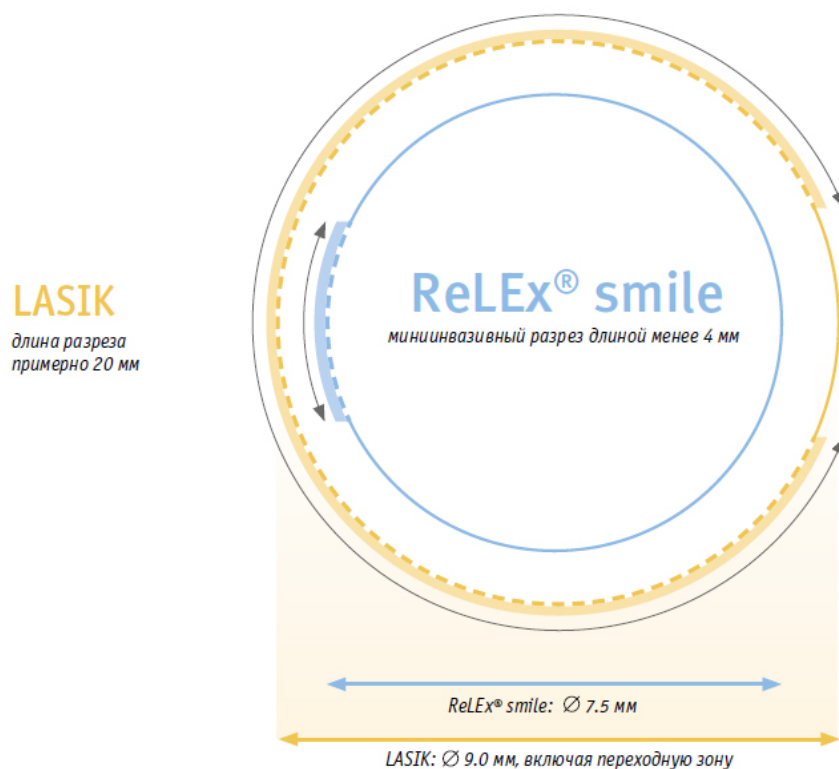 LASIK
длина разреза
примерно 20 мм
ReLEx® smile
миниинвазивный разрез длиной менее 4 мм
ReLEx® smile: ∅ 7.5 мм
LASIK: ∅ 9.0 мм, включая переходную зону